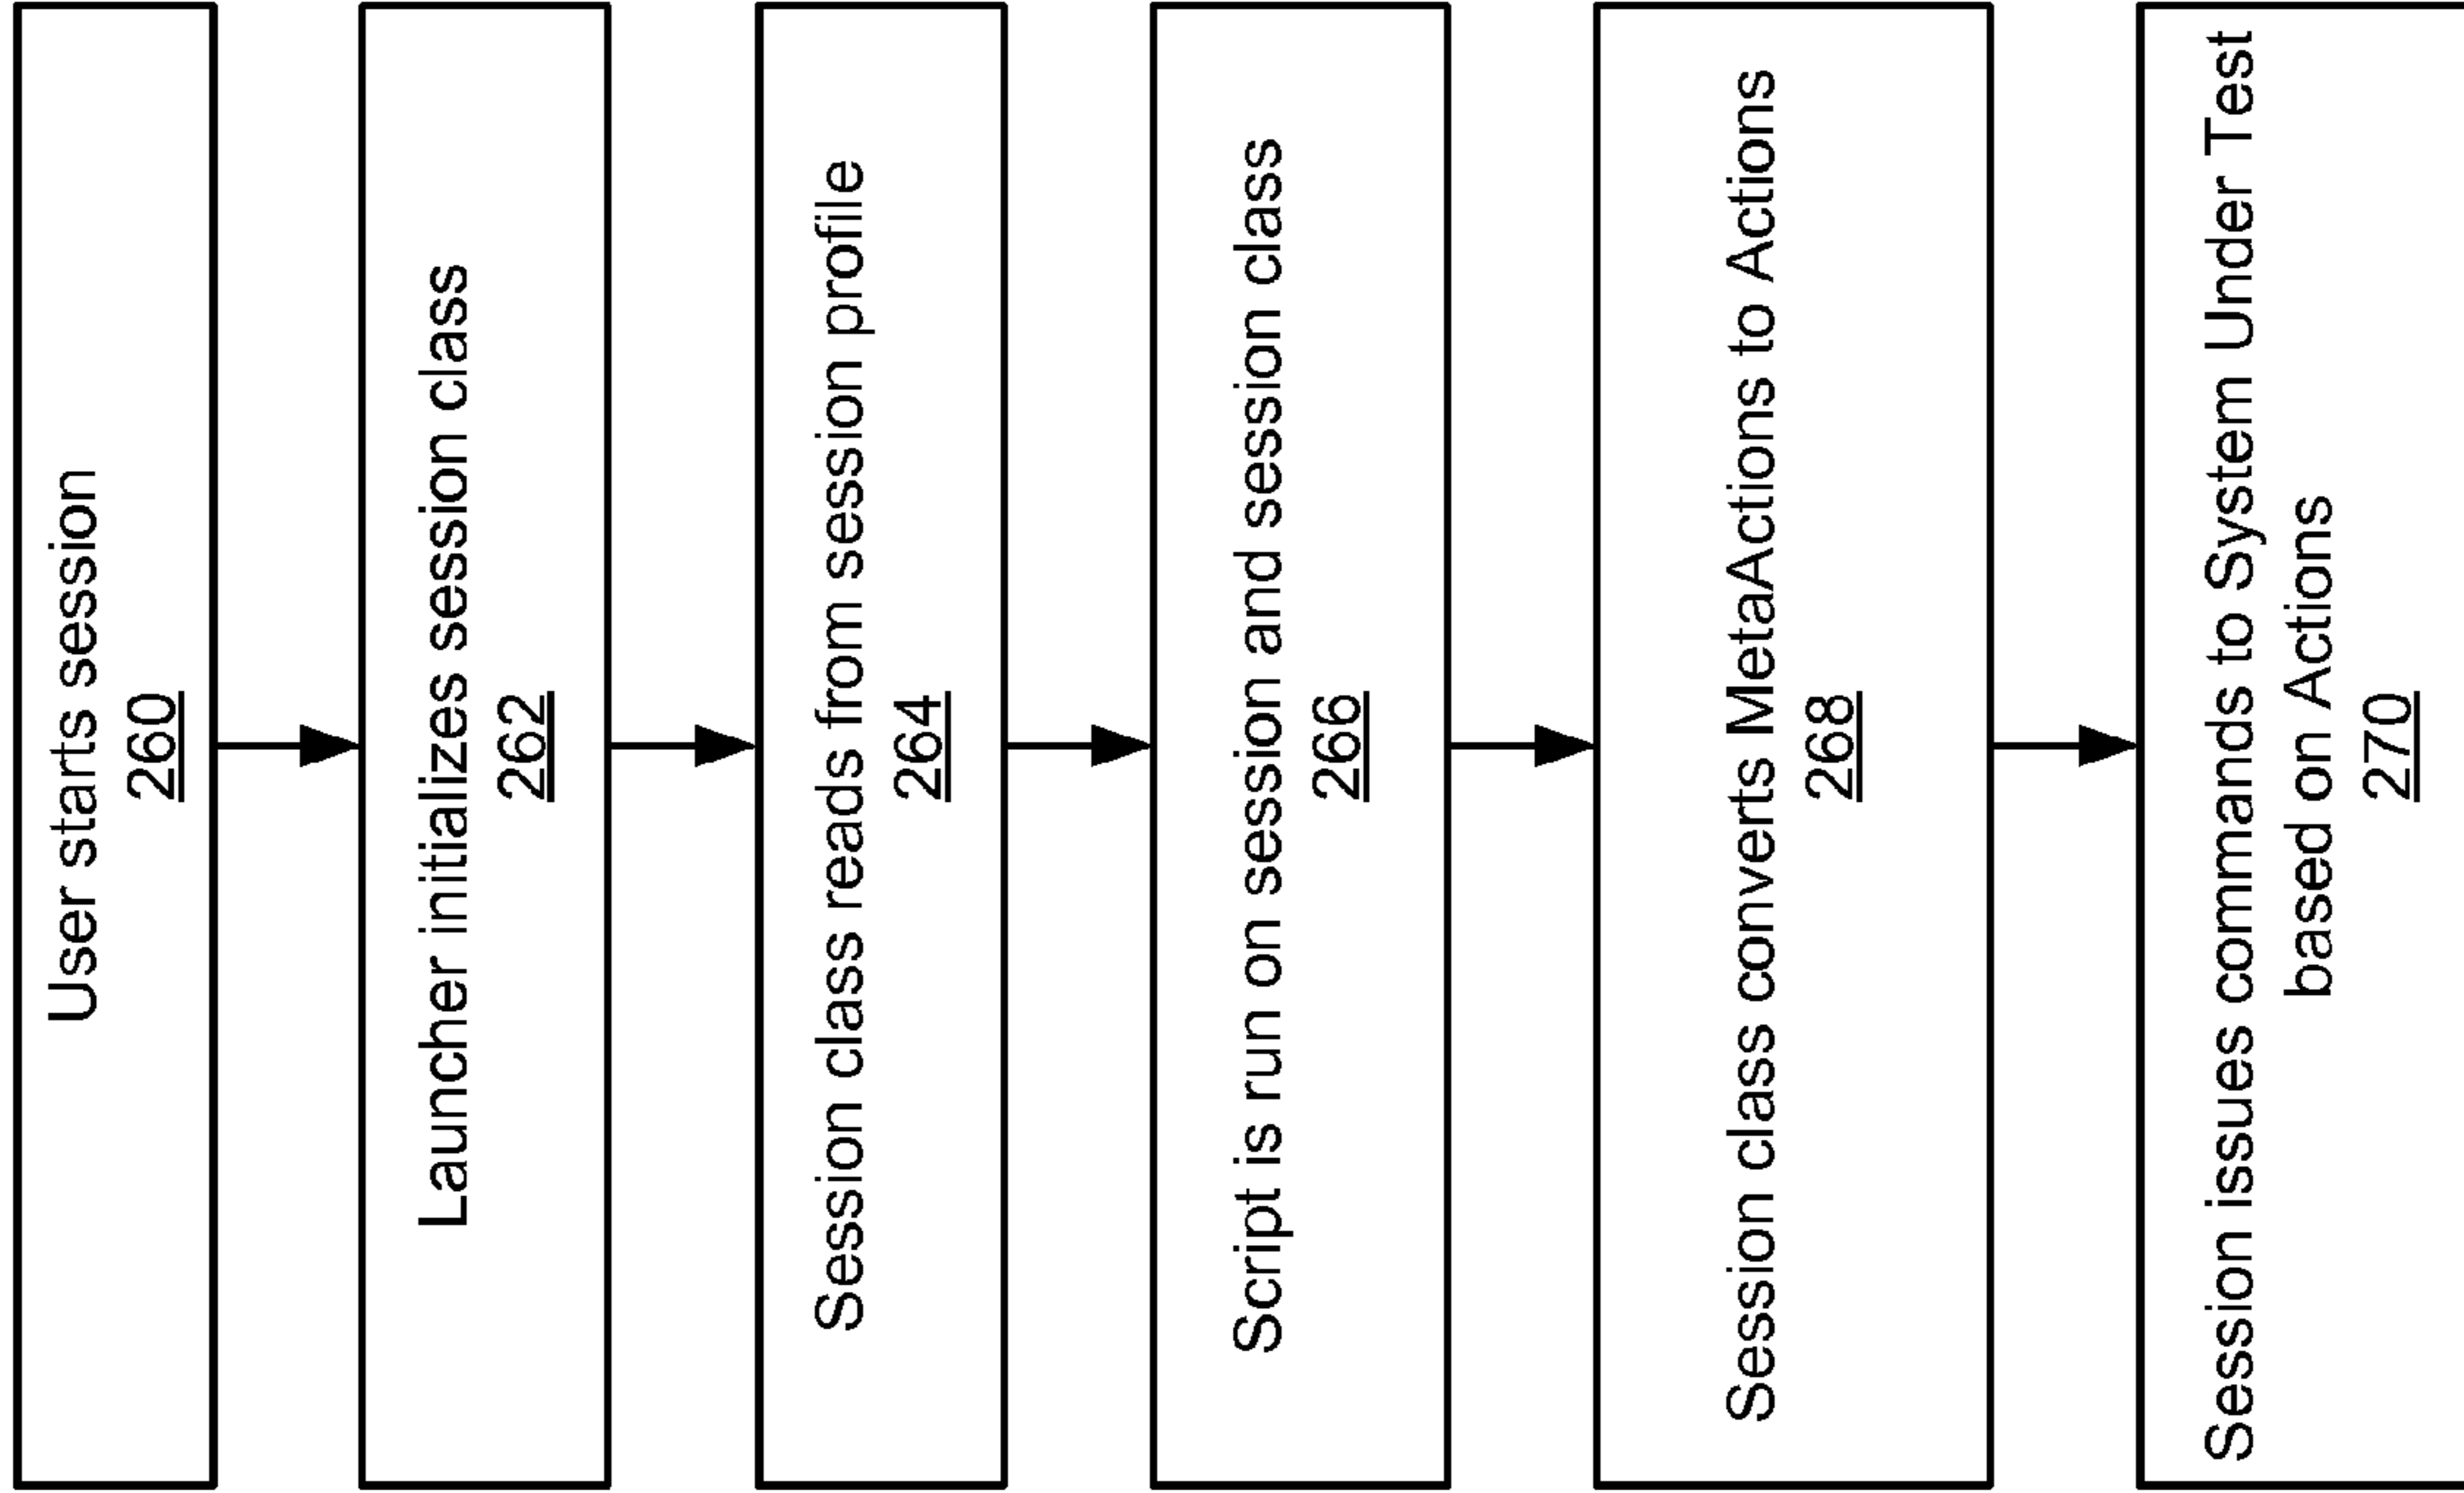 User starts session
260
Launcher initializes session class
262
Session class reads from session profile
264
Script is run on session and session class
266
Session class converts MetaActions to Actions
268
Session issues commands to System Under Test
based on Actions
270